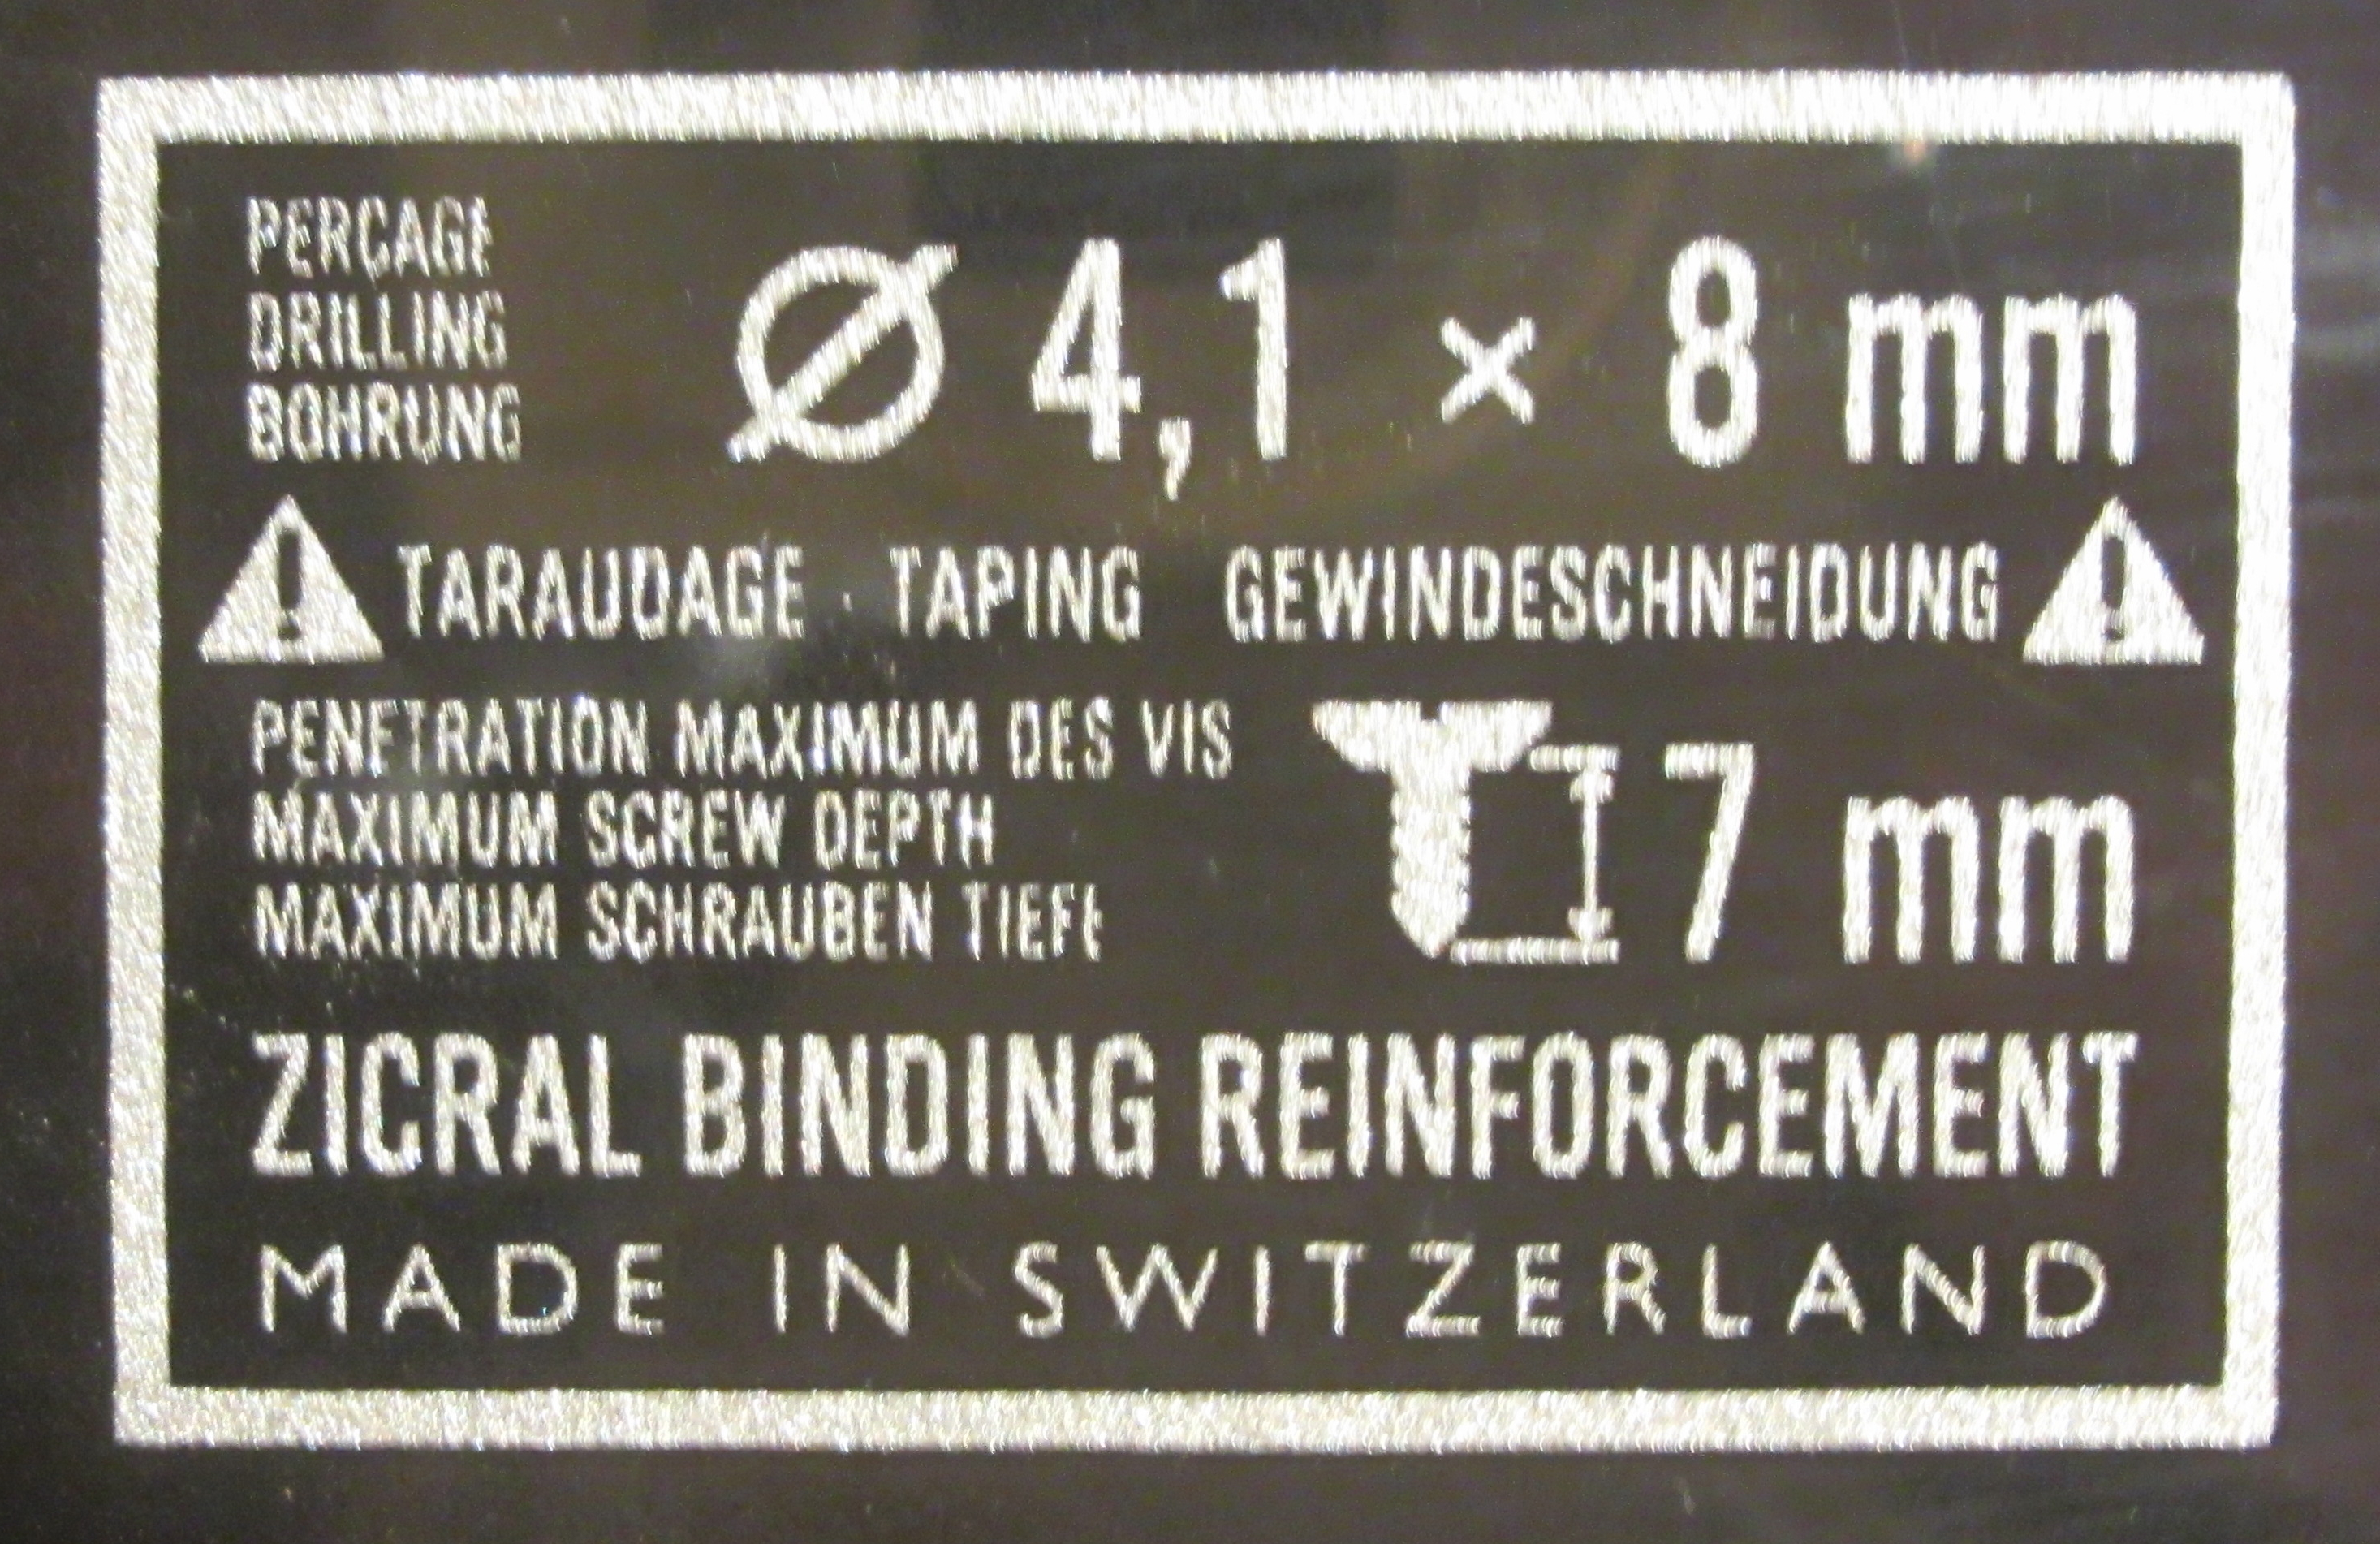 PERÇAGE
DRILLING
BOHRUNG
Ø 4,1 × 8 mm
TARAUDAGE · TAPING GEWINDESCHNEIDUNG
PENETRATION MAXIMUM DES VIS
MAXIMUM SCREW DEPTH
MAXIMUM SCHRAUBEN TIEFE
7 mm
ZICRAL BINDING REINFORCEMENT
MADE IN SWITZERLAND